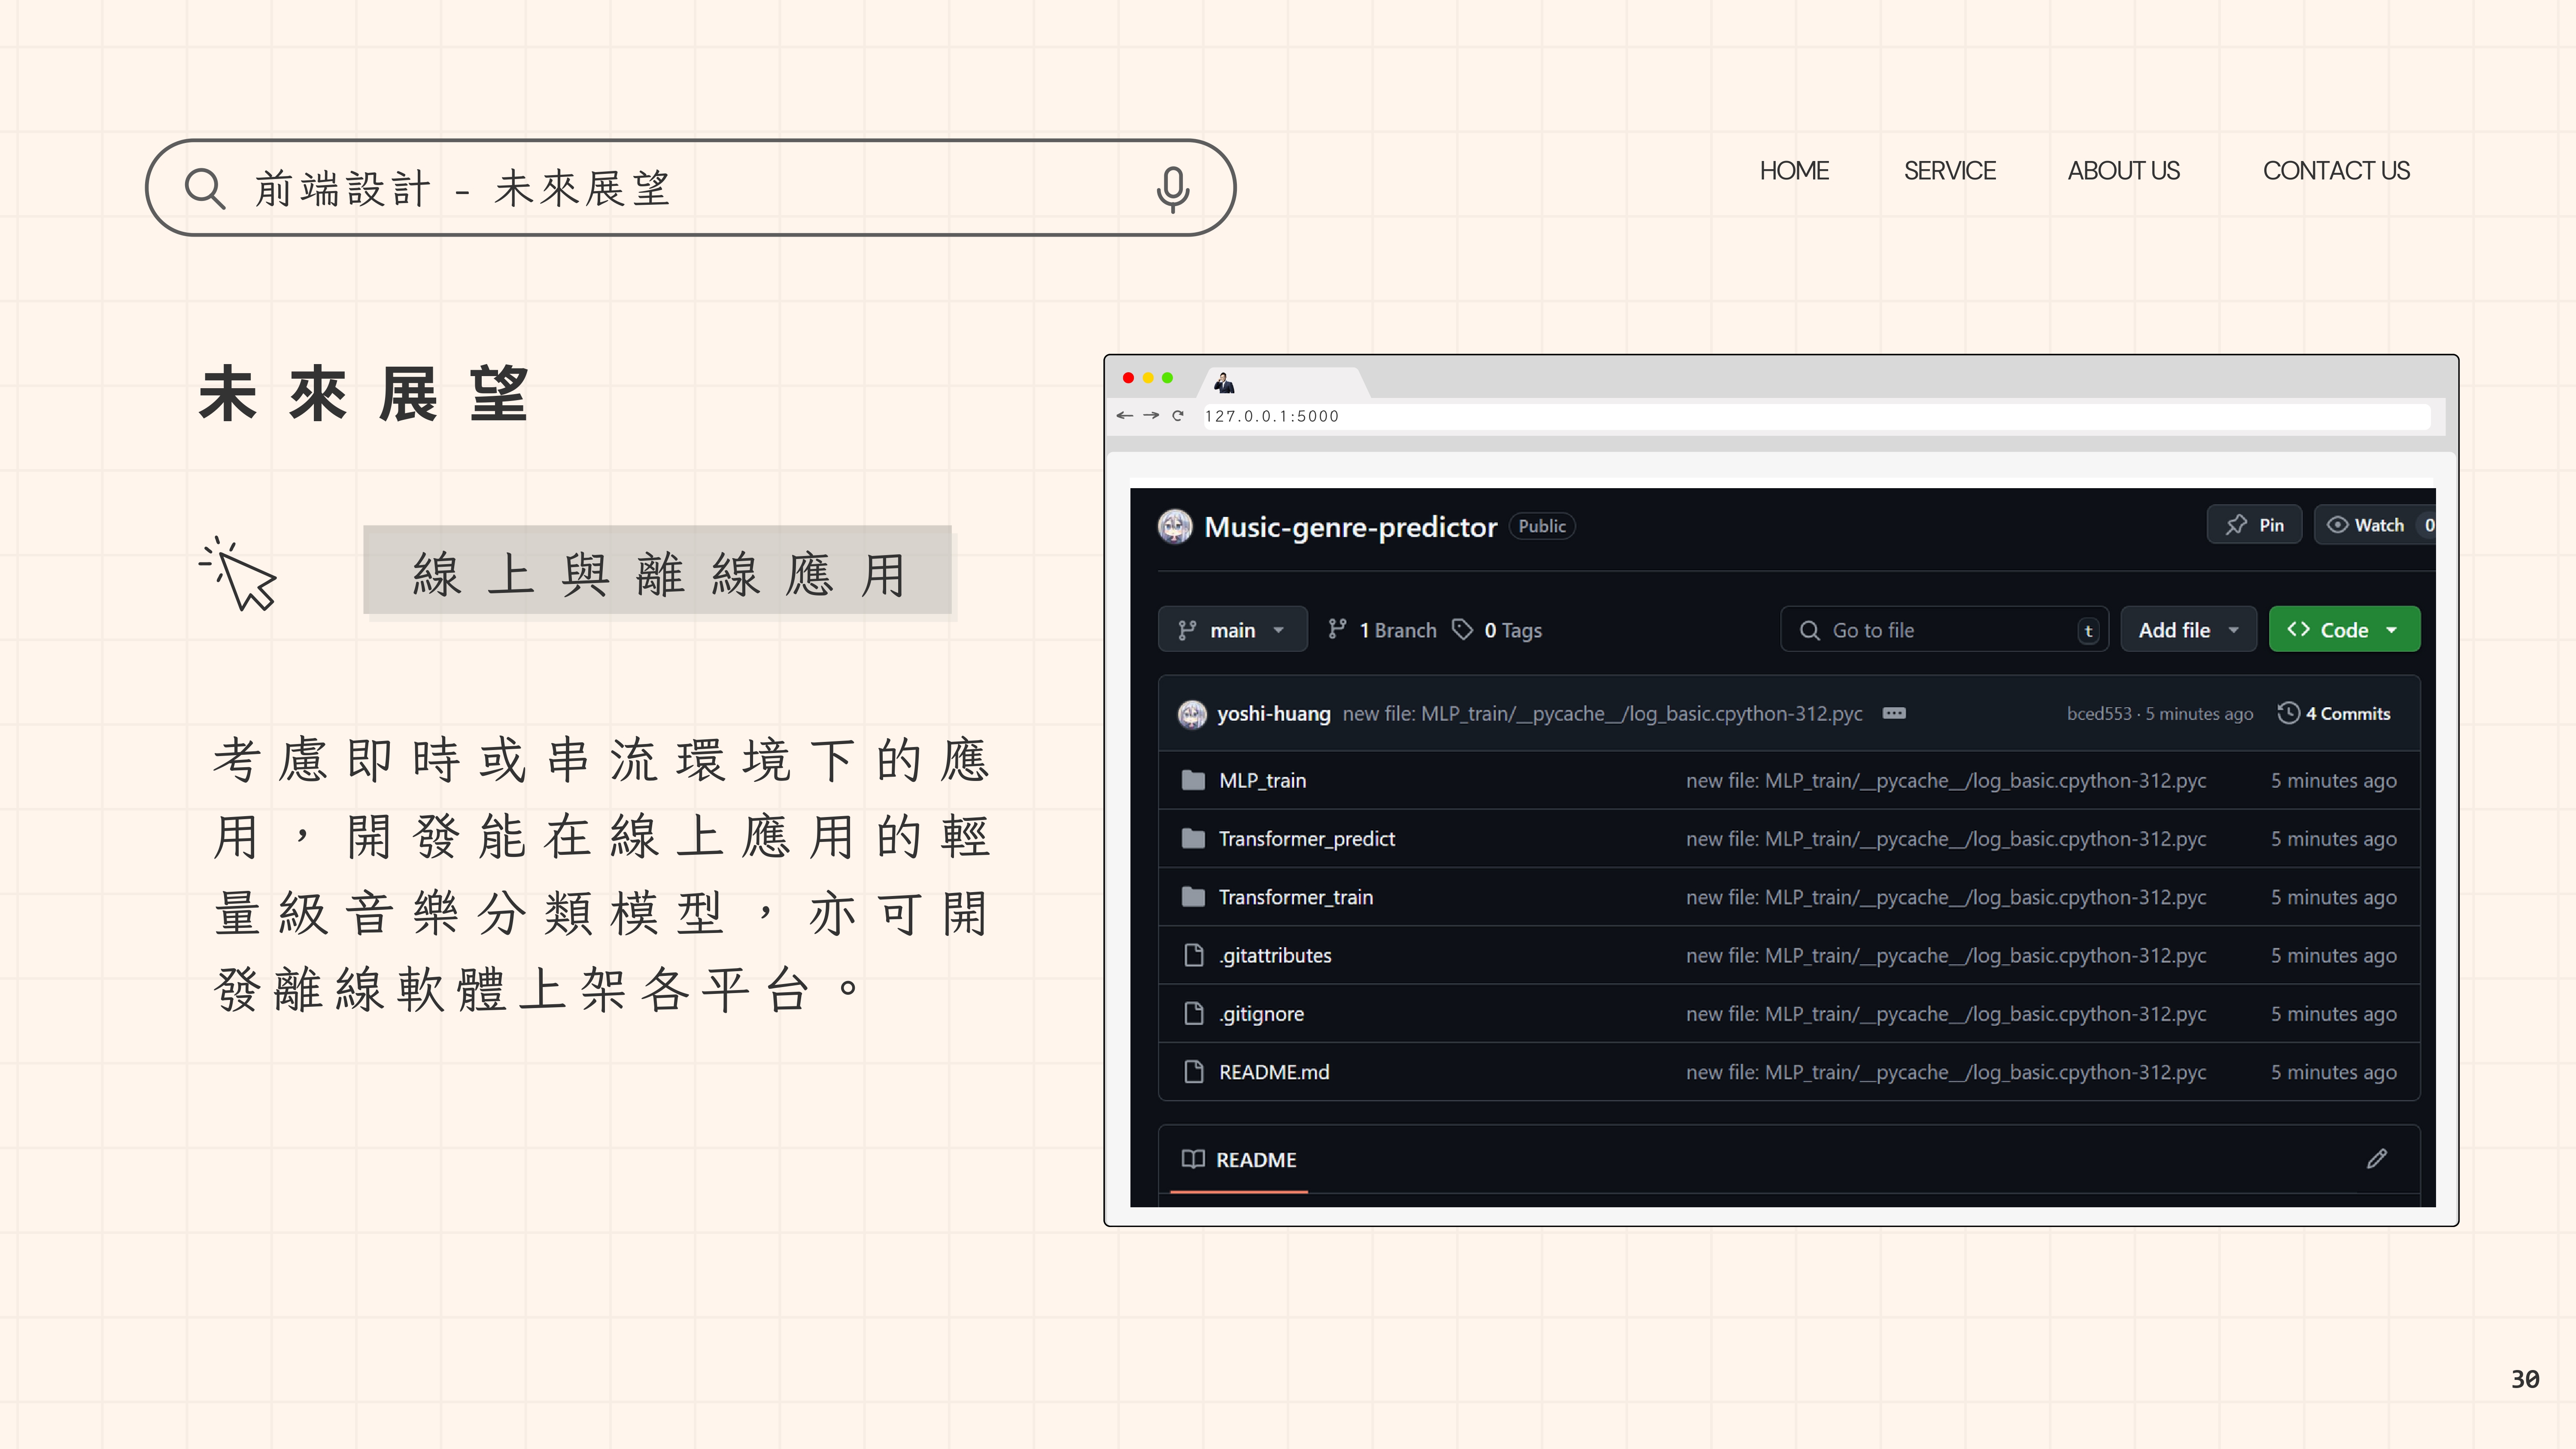 前端設計 - 未來展望
HOME
SERVICE
ABOUT US
CONTACT US
未來展望
線上與離線應用
考慮即時或串流環境下的應
用，開發能在線上應用的輕
量級音樂分類模型，亦可開
發離線軟體上架各平台。
127.0.0.1:5000
Music-genre-predictor Public
Pin
Watch 0
main
1 Branch
0 Tags
Go to file t
Add file
Code
yoshi-huang new file: MLP_train/__pycache__/log_basic.cpython-312.pyc
bced553 · 5 minutes ago
4 Commits
MLP_train new file: MLP_train/__pycache__/log_basic.cpython-312.pyc 5 minutes ago
Transformer_predict new file: MLP_train/__pycache__/log_basic.cpython-312.pyc 5 minutes ago
Transformer_train new file: MLP_train/__pycache__/log_basic.cpython-312.pyc 5 minutes ago
.gitattributes new file: MLP_train/__pycache__/log_basic.cpython-312.pyc 5 minutes ago
.gitignore new file: MLP_train/__pycache__/log_basic.cpython-312.pyc 5 minutes ago
README.md new file: MLP_train/__pycache__/log_basic.cpython-312.pyc 5 minutes ago
README
30